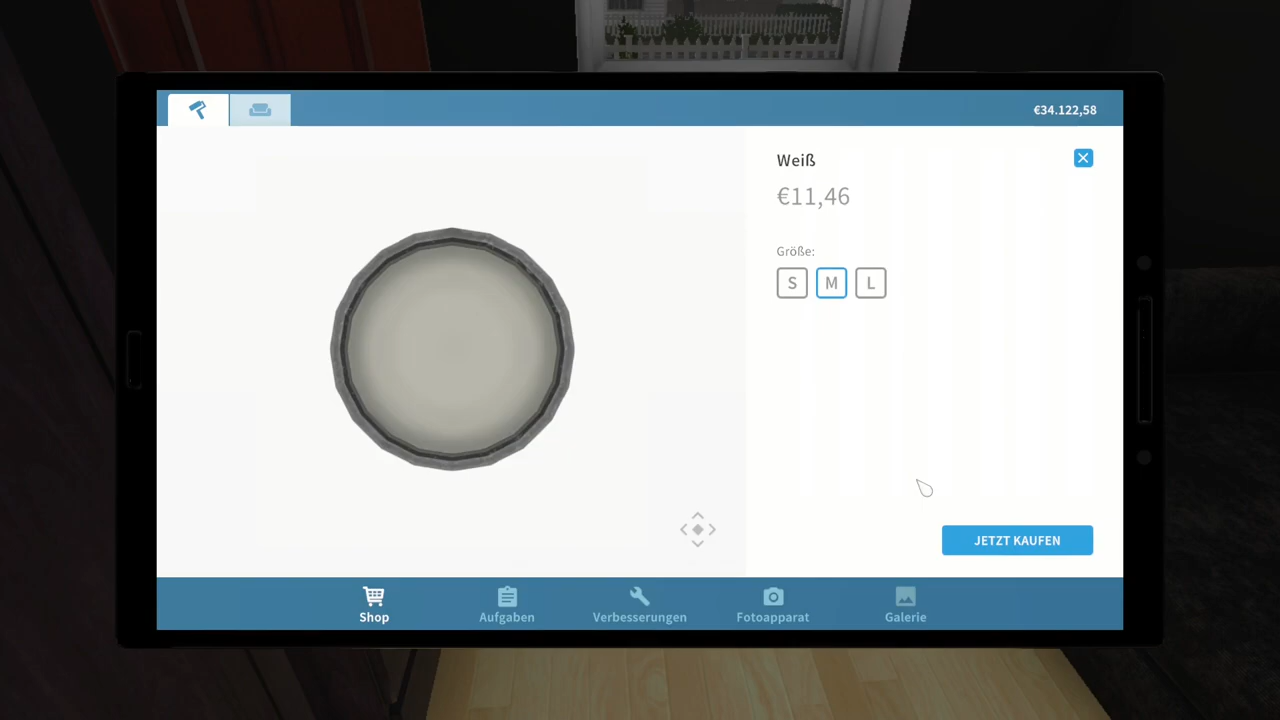 €34.122,58
Weiß
€11,46
Größe:
S M L
JETZT KAUFEN
Shop Aufgaben Verbesserungen Fotoapparat Galerie